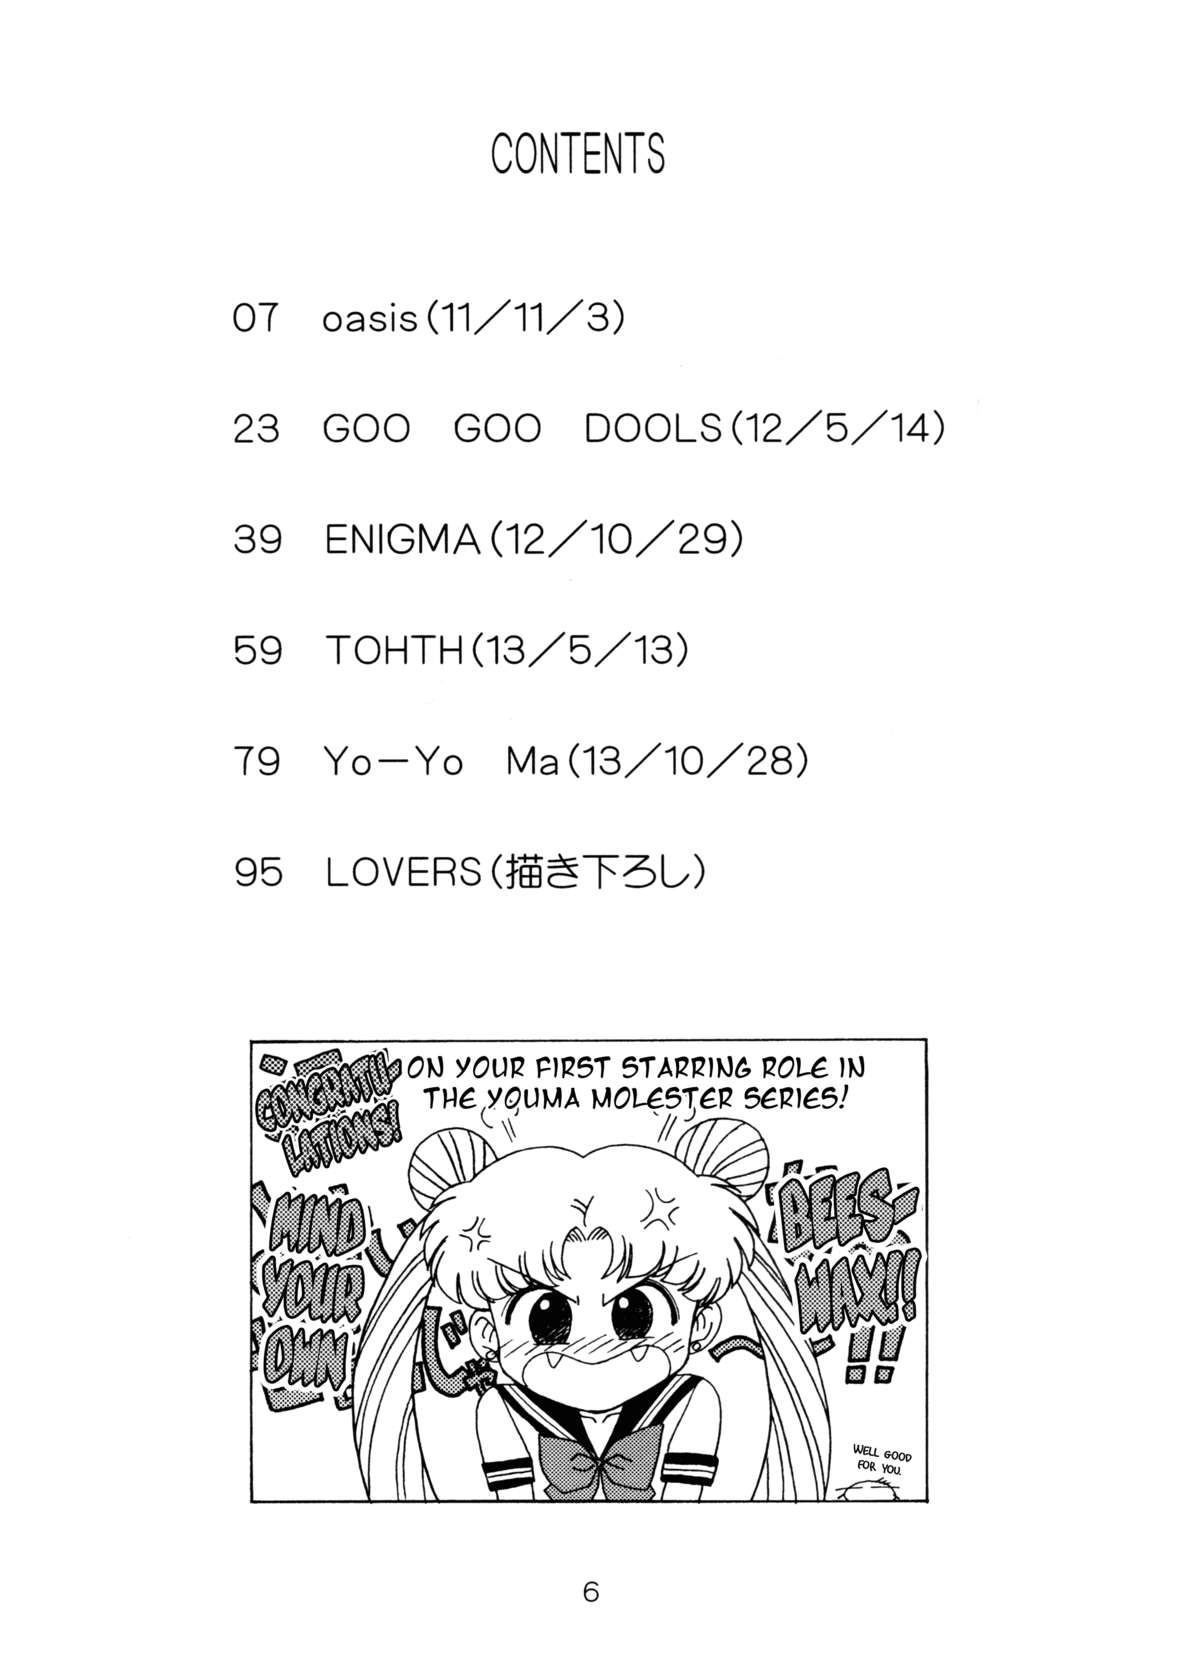 CONTENTS
07 oasis(11／11／3)
23 GOO GOO DOOLS(12／5／14)
39 ENIGMA(12／10／29)
59 TOHTH(13／5／13)
79 Yo－Yo Ma(13／10／28)
95 LOVERS(描き下ろし)
CONGRATU-
LATIONS!
ON YOUR FIRST STARRING ROLE IN
THE YOUMA MOLESTER SERIES!
MIND
YOUR
OWN
BEES-
WAX!!
!!
WELL GOOD
FOR YOU.
6